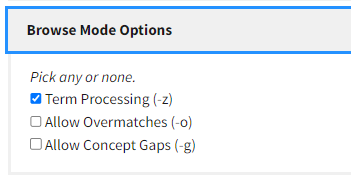 Browse Mode Options
Pick any or none.
Term Processing (-z)
Allow Overmatches (-o)
Allow Concept Gaps (-g)